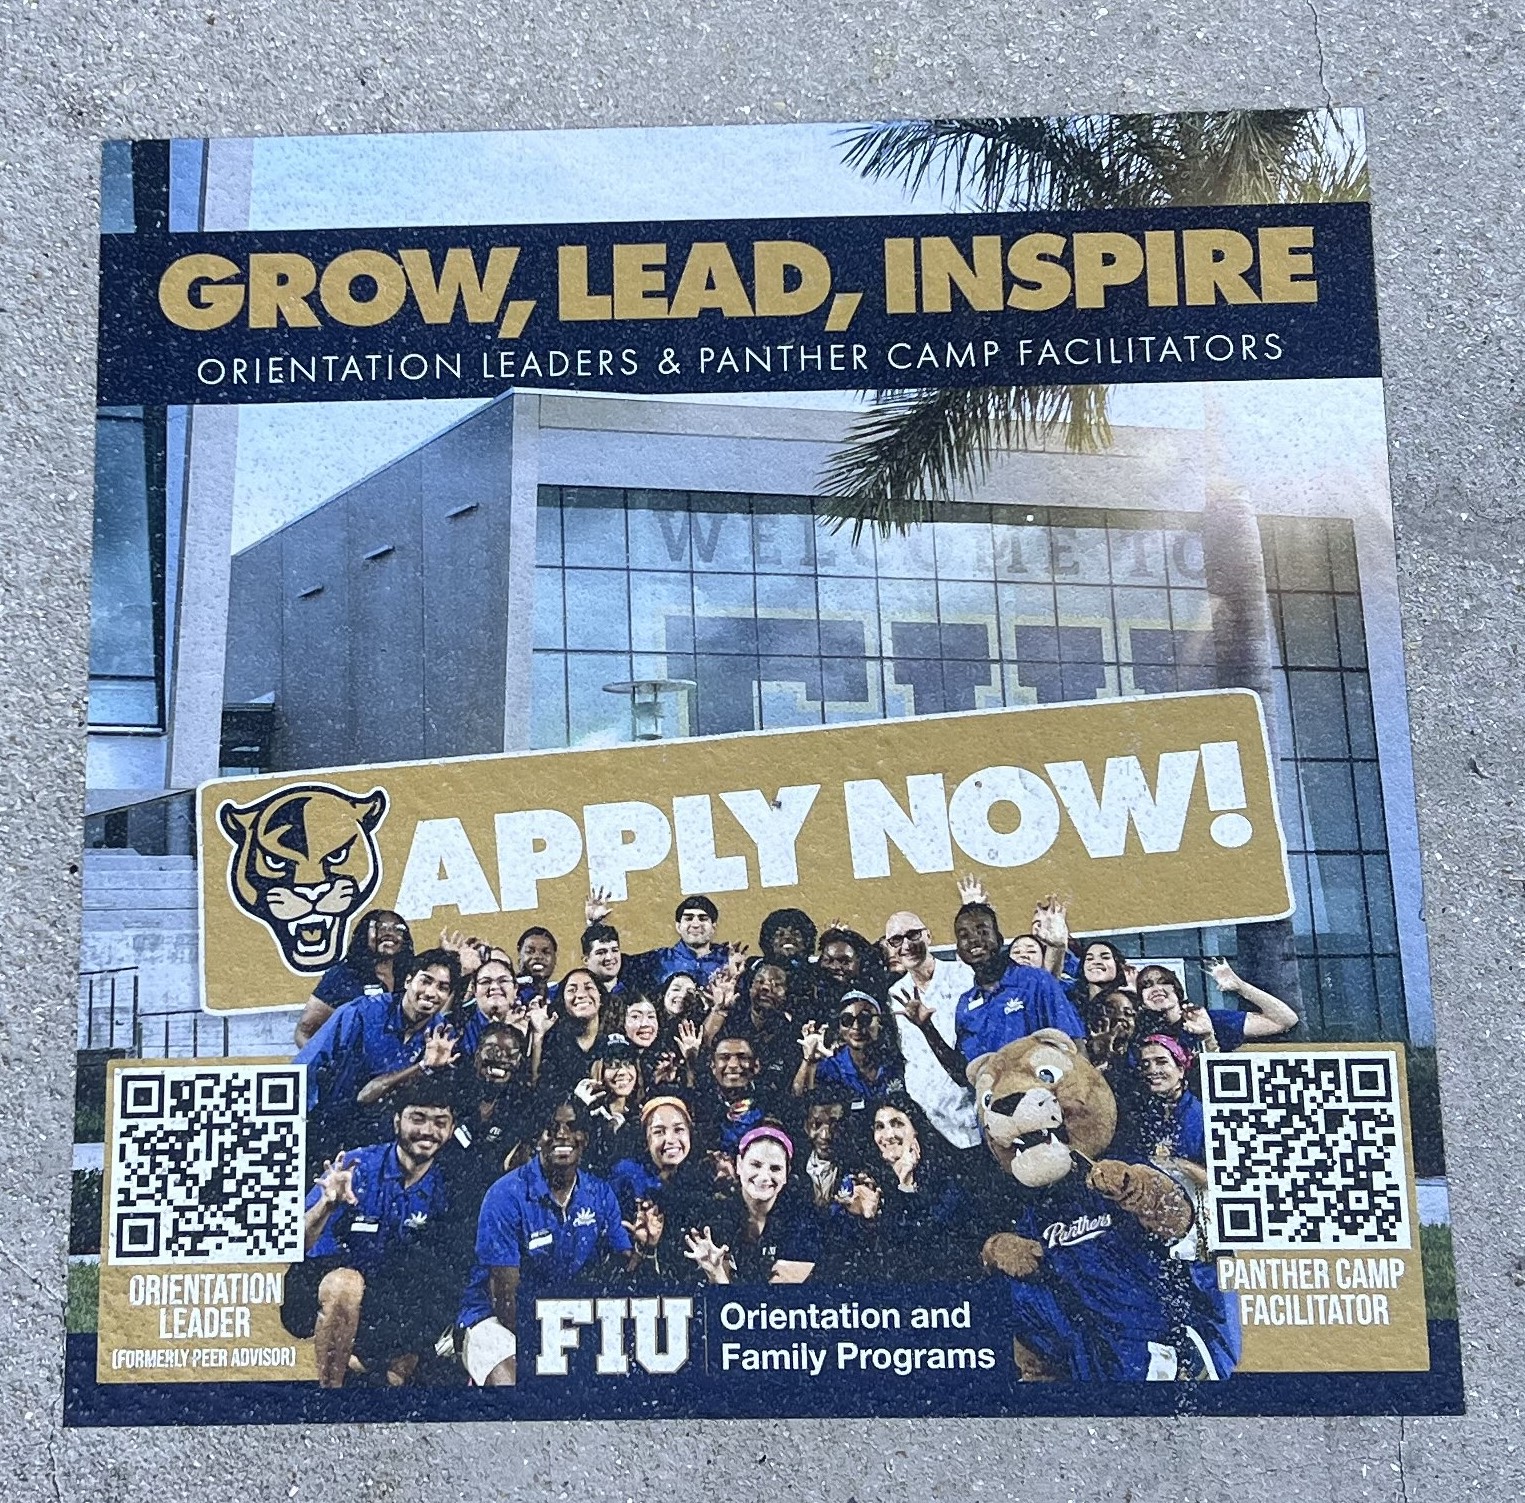 GROW, LEAD, INSPIRE
ORIENTATION LEADERS & PANTHER CAMP FACILITATORS
WELCOME TO
FIU
APPLY NOW!
Panthers
ORIENTATION
LEADER
(FORMERLY PEER ADVISOR)
PANTHER CAMP
FACILITATOR
FIU
Orientation and
Family Programs